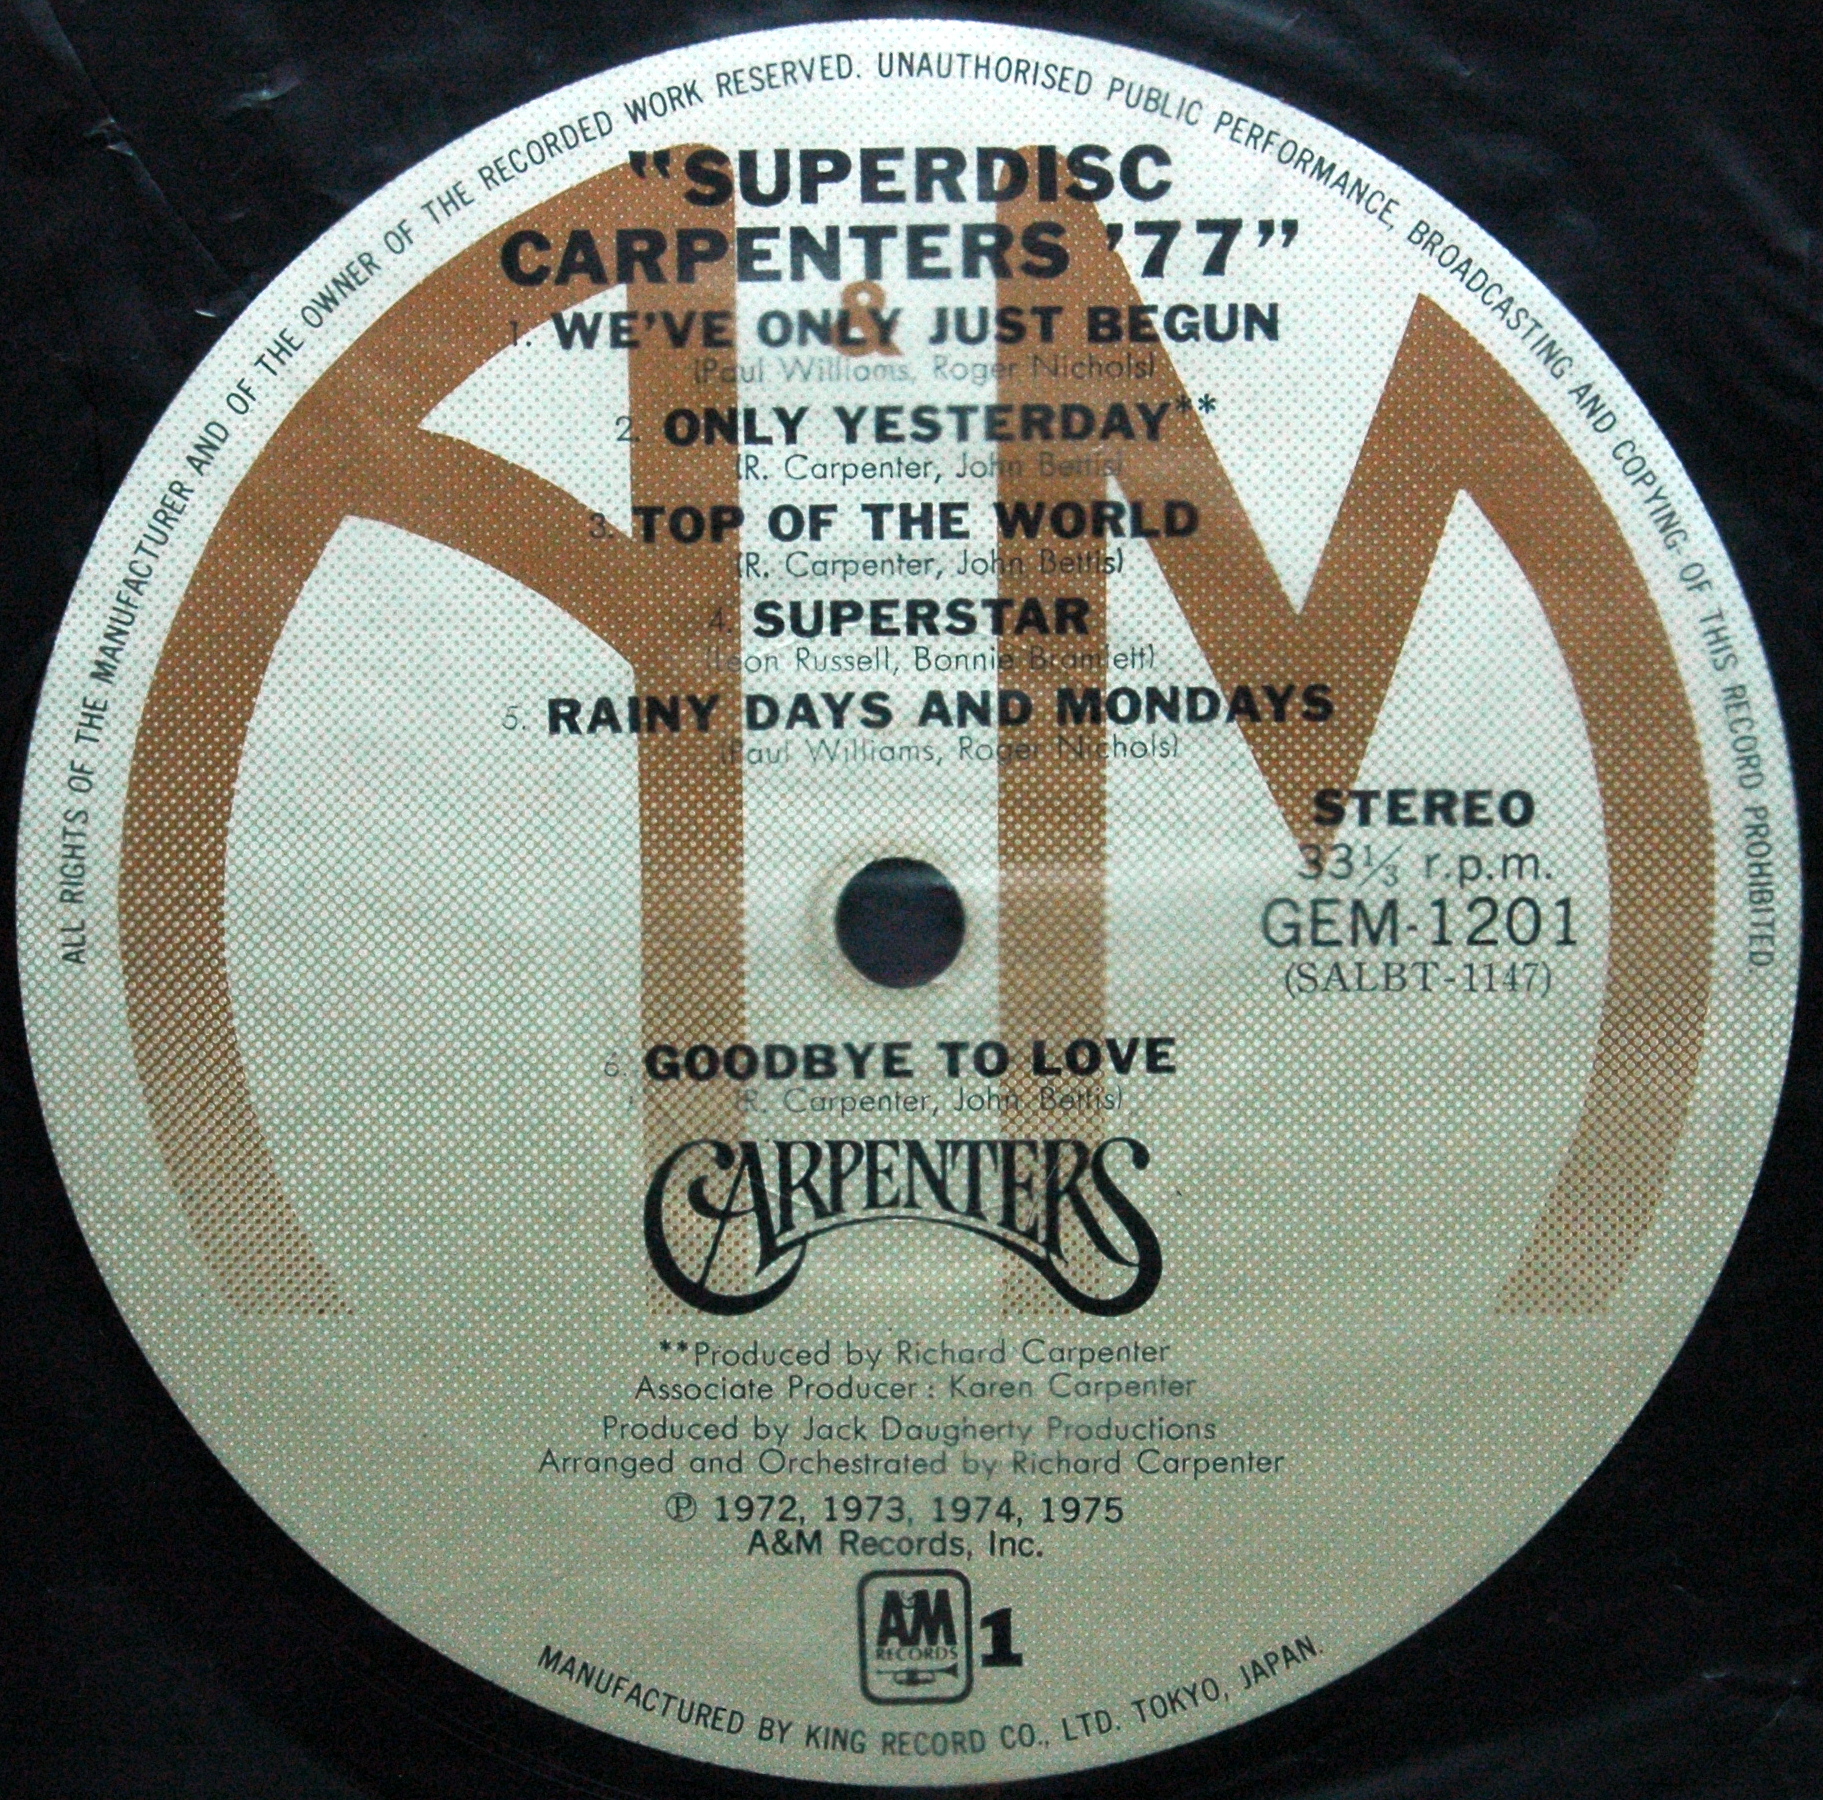 ALL RIGHTS OF THE MANUFACTURER AND OF THE OWNER OF THE RECORDED WORK RESERVED. UNAUTHORISED PUBLIC PERFORMANCE, BROADCASTING AND COPYING OF THIS RECORD PROHIBITED
"SUPERDISC
CARPENTERS '77"
&
1. WE'VE ONLY JUST BEGUN
(Paul Williams, Roger Nichols)
2. ONLY YESTERDAY**
(R. Carpenter, John Bettis)
3. TOP OF THE WORLD
(R. Carpenter, John Bettis)
4. SUPERSTAR
(Leon Russell, Bonnie Bramlett)
5. RAINY DAYS AND MONDAYS
(Paul Williams, Roger Nichols)
STEREO
33⅓ r.p.m.
GEM-1201
(SALBT-1147)
6. GOODBYE TO LOVE
(R. Carpenter, John Bettis)
CARPENTERS
**Produced by Richard Carpenter
Associate Producer : Karen Carpenter
Produced by Jack Daugherty Productions
Arranged and Orchestrated by Richard Carpenter
℗ 1972, 1973, 1974, 1975
A&M Records, Inc.
A&M RECORDS 1
MANUFACTURED BY KING RECORD CO., LTD. TOKYO, JAPAN.